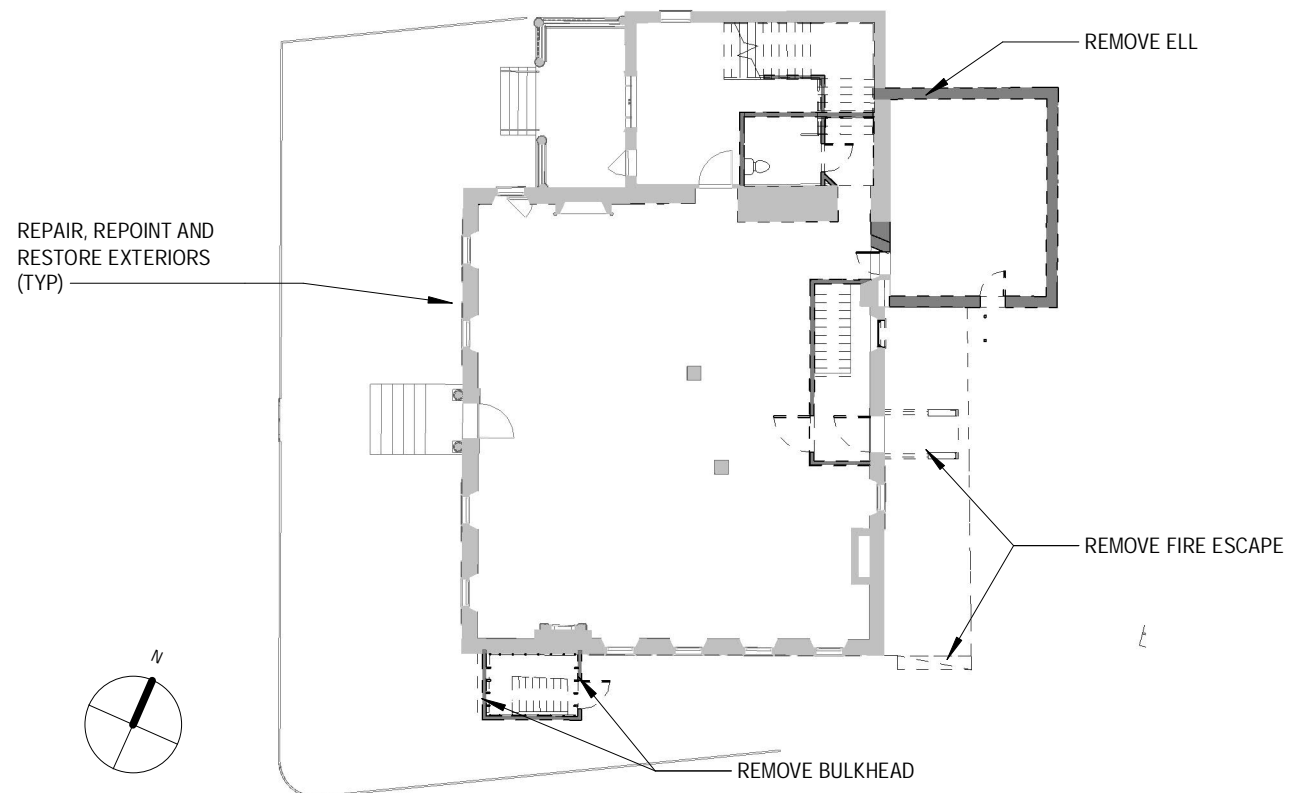 REMOVE ELL
REPAIR, REPOINT AND
RESTORE EXTERIORS
(TYP)
REMOVE FIRE ESCAPE
N
REMOVE BULKHEAD